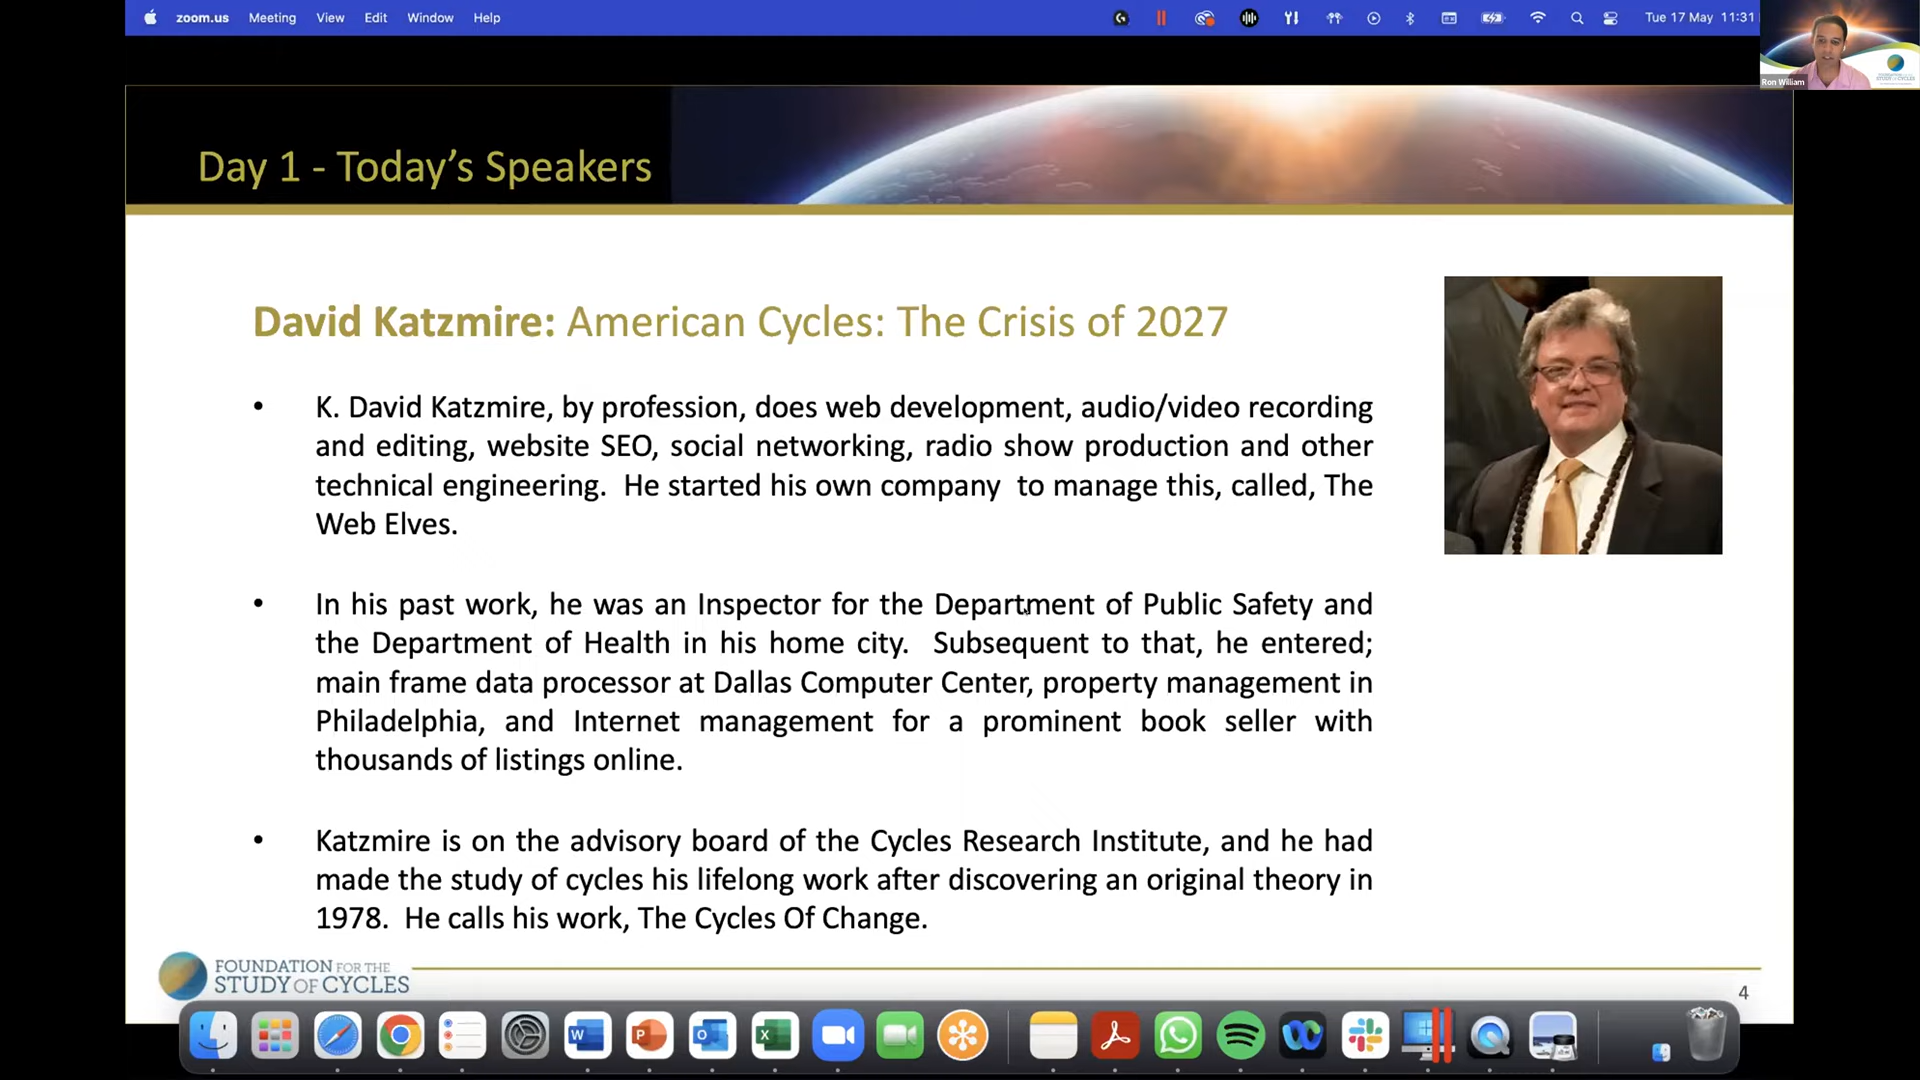 zoom.us Meeting View Edit Window Help Tue 17 May 11:31
Ron William
Day 1 - Today's Speakers
David Katzmire: American Cycles: The Crisis of 2027
• K. David Katzmire, by profession, does web development, audio/video recording
and editing, website SEO, social networking, radio show production and other
technical engineering. He started his own company to manage this, called, The
Web Elves.
• In his past work, he was an Inspector for the Department of Public Safety and
the Department of Health in his home city. Subsequent to that, he entered;
main frame data processor at Dallas Computer Center, property management in
Philadelphia, and Internet management for a prominent book seller with
thousands of listings online.
• Katzmire is on the advisory board of the Cycles Research Institute, and he had
made the study of cycles his lifelong work after discovering an original theory in
1978. He calls his work, The Cycles Of Change.
FOUNDATION FOR THE
STUDY OF CYCLES
4
W P O X